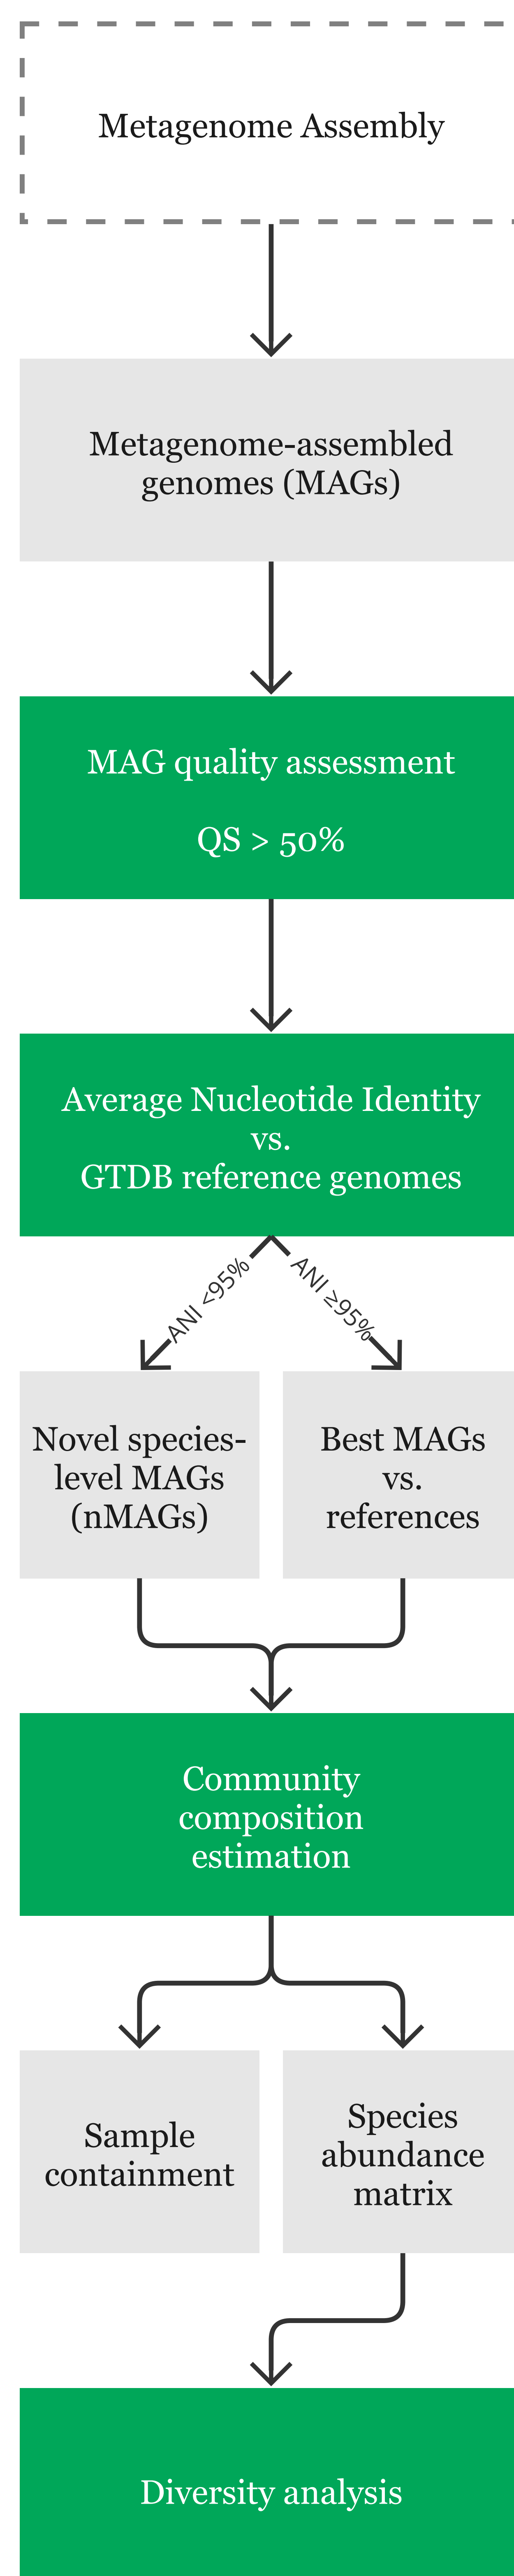 Metagenome Assembly
Metagenome-assembled
genomes (MAGs)
MAG quality assessment
QS > 50%
Average Nucleotide Identity
vs.
GTDB reference genomes
ANI <95%
ANI ≥95%
Novel species-
level MAGs
(nMAGs)
Best MAGs
vs.
references
Community
composition
estimation
Sample
containment
Species
abundance
matrix
Diversity analysis